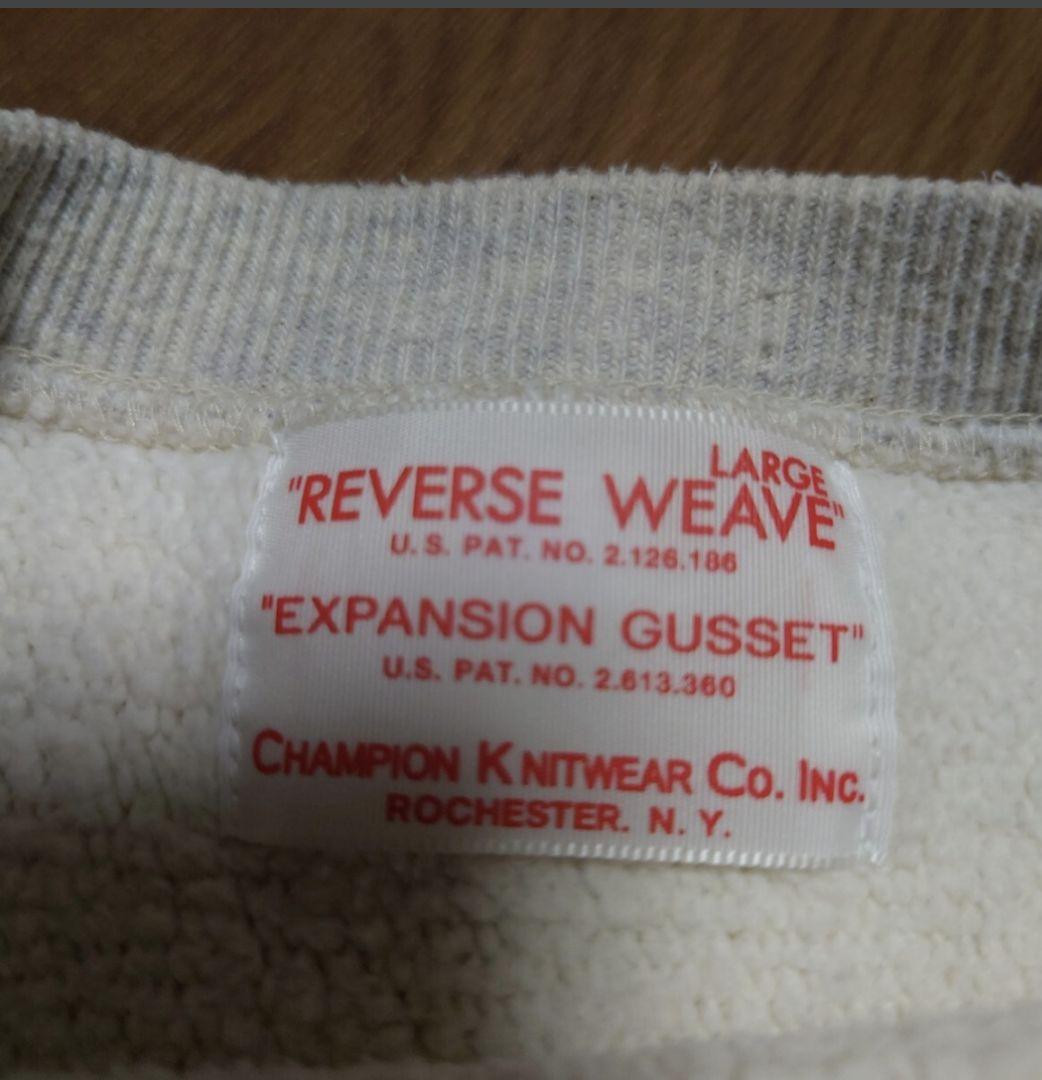 LARGE
"REVERSE WEAVE"
U.S. PAT. NO. 2.126.186
"EXPANSION GUSSET"
U.S. PAT. NO. 2.613.360
CHAMPION KNITWEAR CO. INC.
ROCHESTER. N. Y.